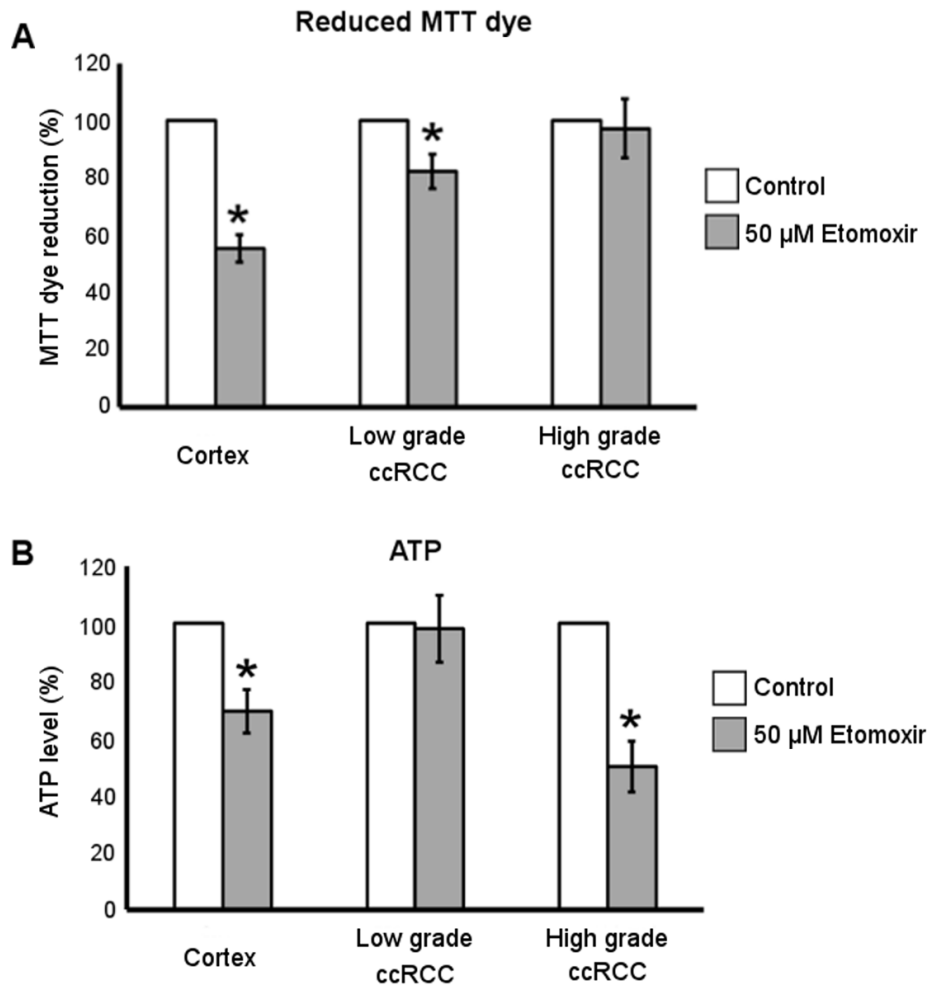 A
Reduced MTT dye
MTT dye reduction (%)
120
100
80
60
40
20
0
*
*
Cortex
Low grade
ccRCC
High grade
ccRCC
Control
50 µM Etomoxir
B
ATP
ATP level (%)
120
100
80
60
40
20
0
*
*
Cortex
Low grade
ccRCC
High grade
ccRCC
Control
50 µM Etomoxir